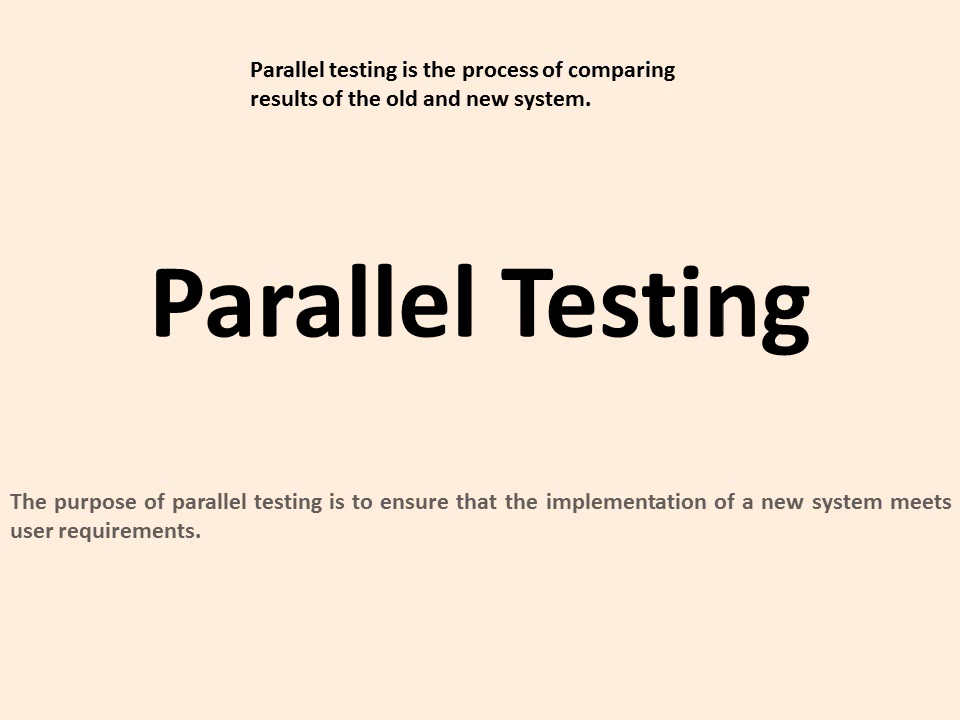 Parallel testing is the process of comparing
results of the old and new system.
Parallel Testing
The purpose of parallel testing is to ensure that the implementation of a new system meets
user requirements.